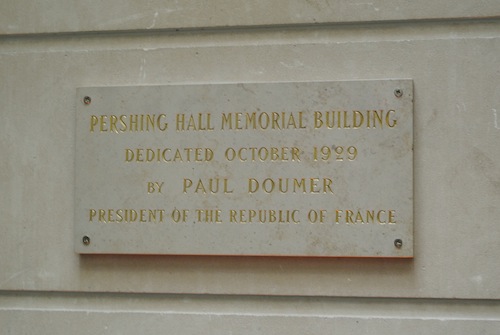 PERSHING HALL MEMORIAL BUILDING
DEDICATED OCTOBER 1929
BY PAUL DOUMER
PRESIDENT OF THE REPUBLIC OF FRANCE